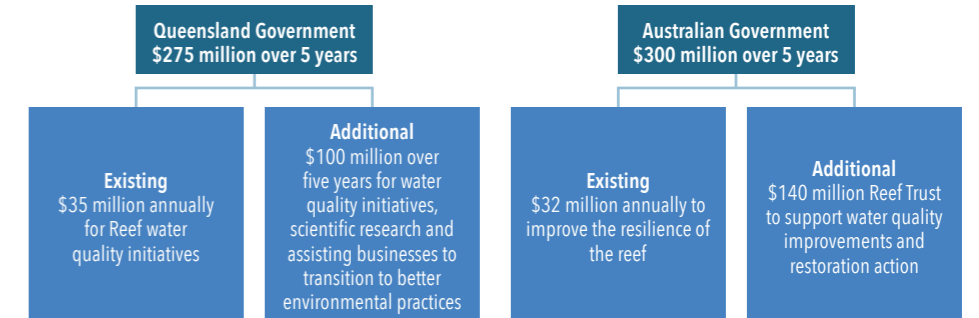 Queensland Government
$275 million over 5 years
Australian Government
$300 million over 5 years
Existing
$35 million annually
for Reef water
quality initiatives
Additional
$100 million over
five years for water
quality initiatives,
scientific research and
assisting businesses to
transition to better
environmental practices
Existing
$32 million annually to
improve the resilience of
the reef
Additional
$140 million Reef Trust
to support water quality
improvements and
restoration action